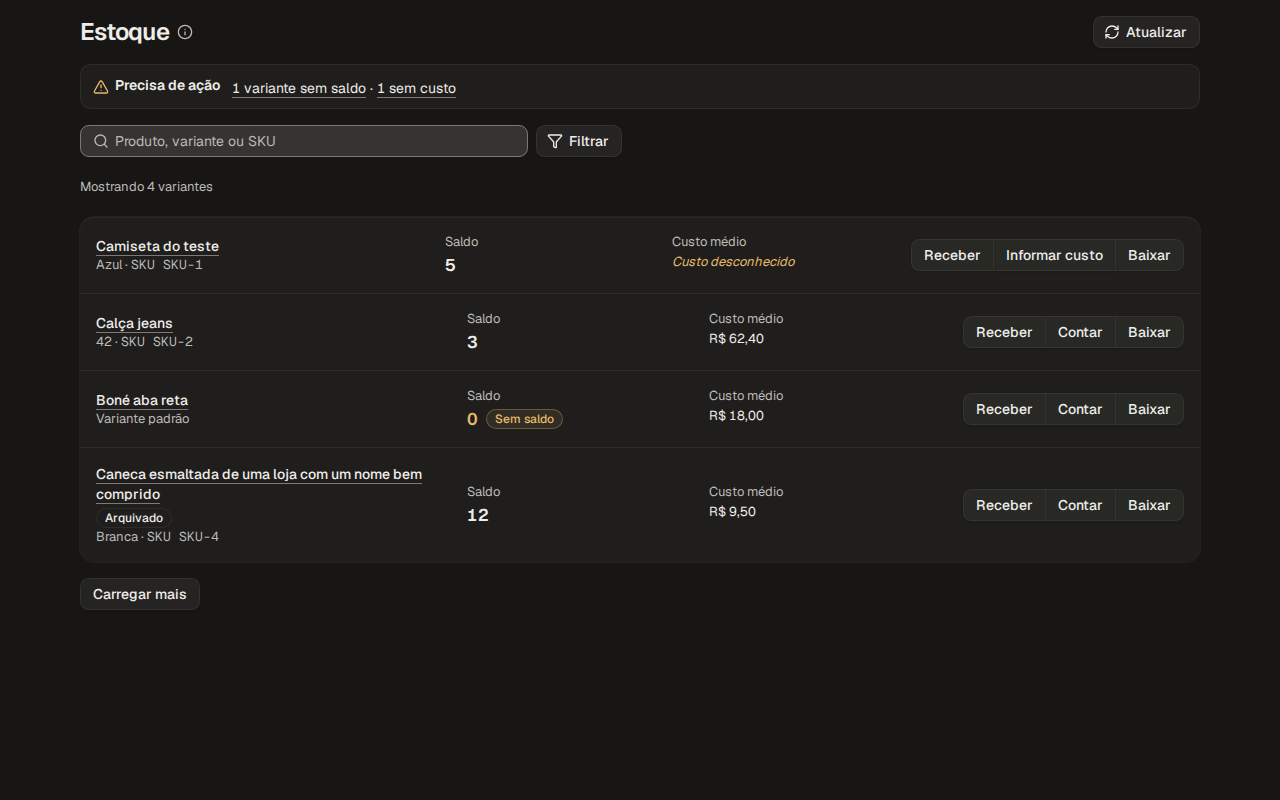 Estoque
Atualizar
Precisa de ação 1 variante sem saldo · 1 sem custo
Produto, variante ou SKU
Filtrar
Mostrando 4 variantes
Camiseta do teste
Azul · SKU SKU-1
Saldo
5
Custo médio
Custo desconhecido
Receber Informar custo Baixar
Calça jeans
42 · SKU SKU-2
Saldo
3
Custo médio
R$ 62,40
Receber Contar Baixar
Boné aba reta
Variante padrão
Saldo
0 Sem saldo
Custo médio
R$ 18,00
Receber Contar Baixar
Caneca esmaltada de uma loja com um nome bem
comprido
Arquivado
Branca · SKU SKU-4
Saldo
12
Custo médio
R$ 9,50
Receber Contar Baixar
Carregar mais